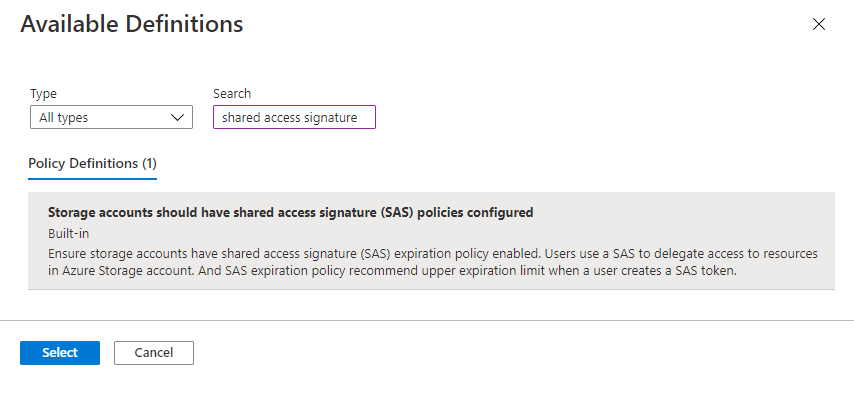 Available Definitions
Type
Search
All types
shared access signature
Policy Definitions (1)
Storage accounts should have shared access signature (SAS) policies configured
Built-in
Ensure storage accounts have shared access signature (SAS) expiration policy enabled. Users use a SAS to delegate access to resources
in Azure Storage account. And SAS expiration policy recommend upper expiration limit when a user creates a SAS token.
Select
Cancel